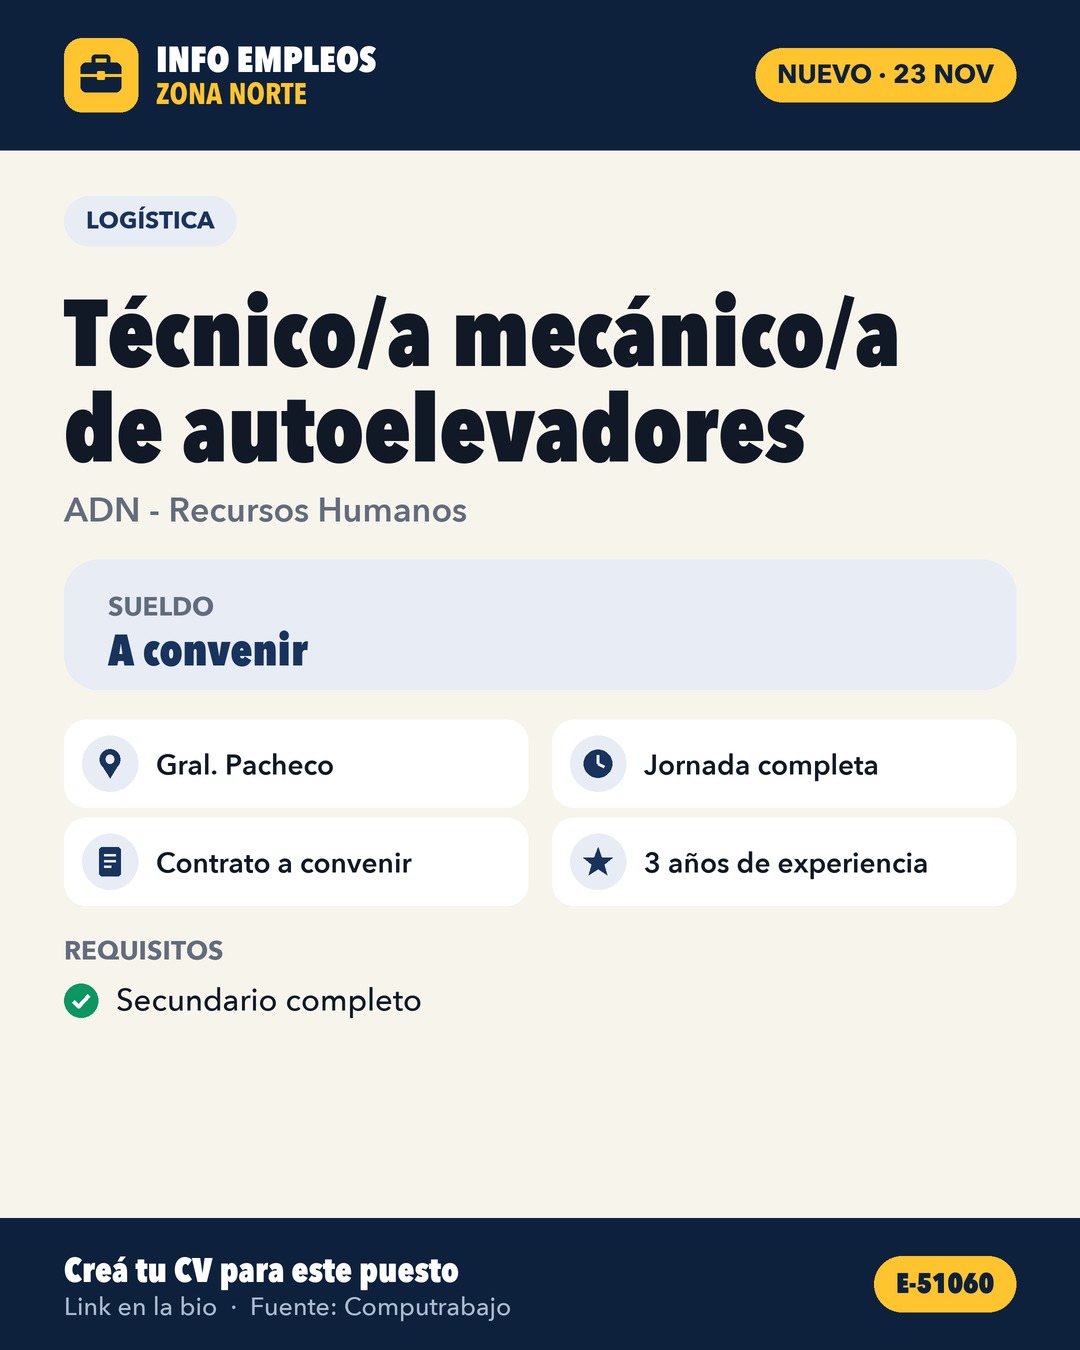 INFO EMPLEOS
ZONA NORTE
NUEVO · 23 NOV
LOGÍSTICA
Técnico/a mecánico/a
de autoelevadores
ADN - Recursos Humanos
SUELDO
A convenir
Gral. Pacheco
Jornada completa
Contrato a convenir
3 años de experiencia
REQUISITOS
Secundario completo
Creá tu CV para este puesto
Link en la bio · Fuente: Computrabajo
E-51060